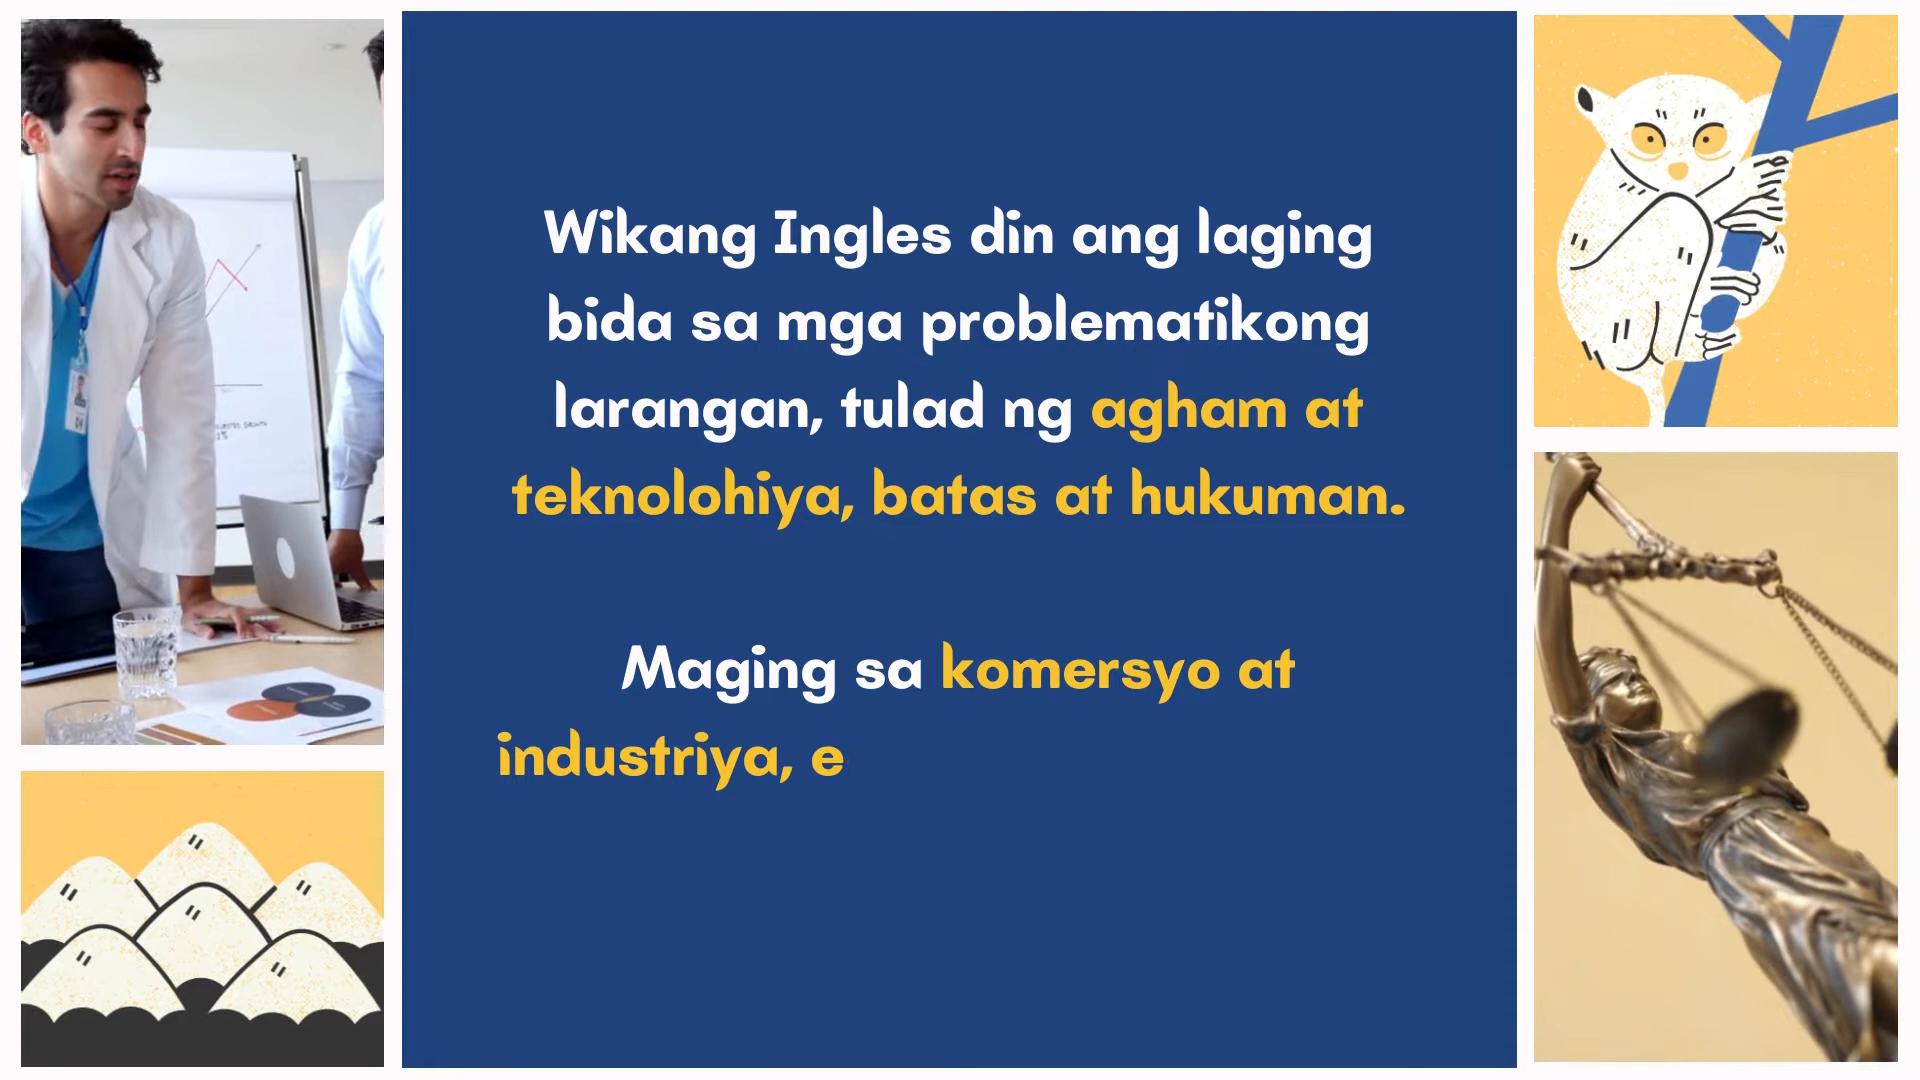 Wikang Ingles din ang laging
bida sa mga problematikong
larangan, tulad ng agham at
teknolohiya, batas at hukuman.
Maging sa komersyo at
industriya, e